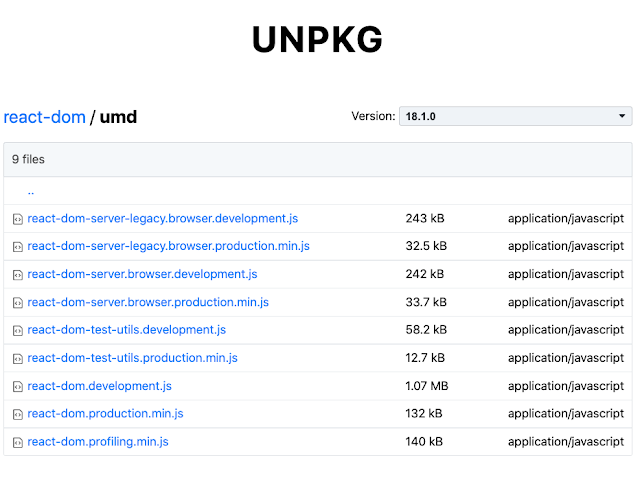 UNPKG
react-dom / umd Version: 18.1.0
9 files
..
react-dom-server-legacy.browser.development.js 243 kB application/javascript
react-dom-server-legacy.browser.production.min.js 32.5 kB application/javascript
react-dom-server.browser.development.js 242 kB application/javascript
react-dom-server.browser.production.min.js 33.7 kB application/javascript
react-dom-test-utils.development.js 58.2 kB application/javascript
react-dom-test-utils.production.min.js 12.7 kB application/javascript
react-dom.development.js 1.07 MB application/javascript
react-dom.production.min.js 132 kB application/javascript
react-dom.profiling.min.js 140 kB application/javascript